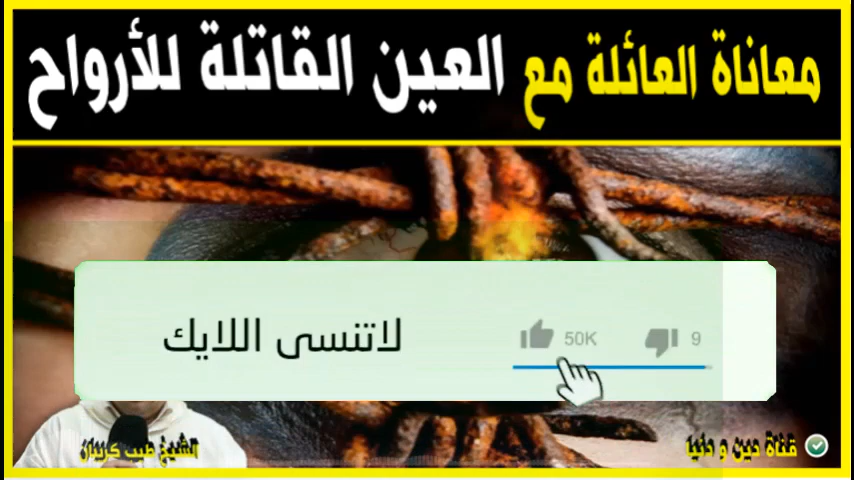 معاناة العائلة مع العين القاتلة للأرواح
لاتنسى اللايك
50K
9
الشيخ طيب كريبان
قناة دين و دنيا